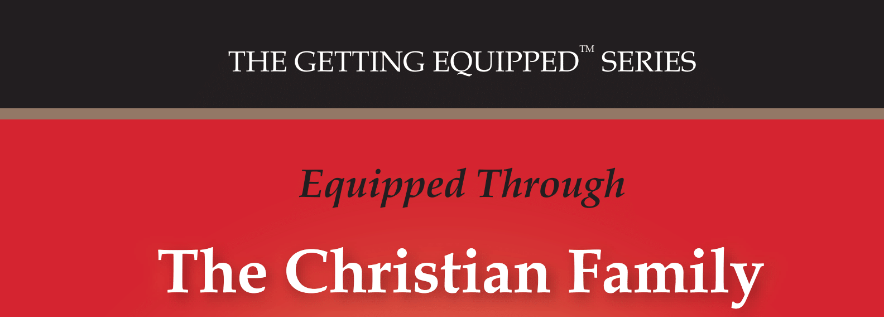 THE GETTING EQUIPPED™ SERIES
Equipped Through
The Christian Family